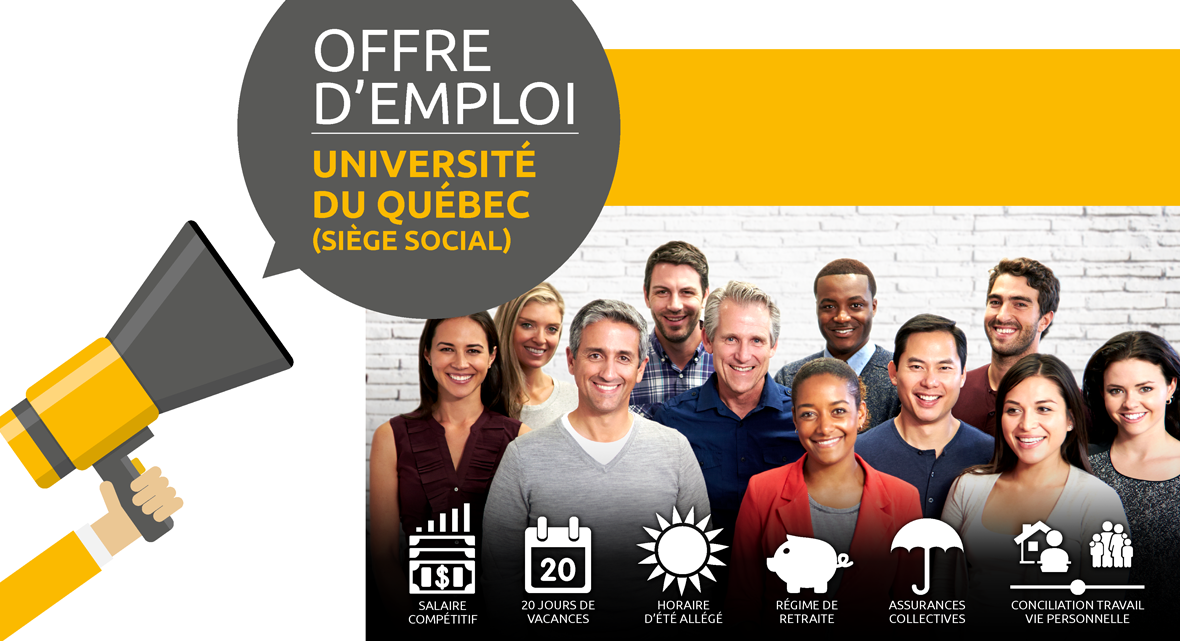 OFFRE
D'EMPLOI
UNIVERSITÉ
DU QUÉBEC
(SIÈGE SOCIAL)
$
SALAIRE
COMPÉTITIF
20
20 JOURS DE
VACANCES
HORAIRE
D'ÉTÉ ALLÉGÉ
RÉGIME DE
RETRAITE
ASSURANCES
COLLECTIVES
CONCILIATION TRAVAIL
VIE PERSONNELLE